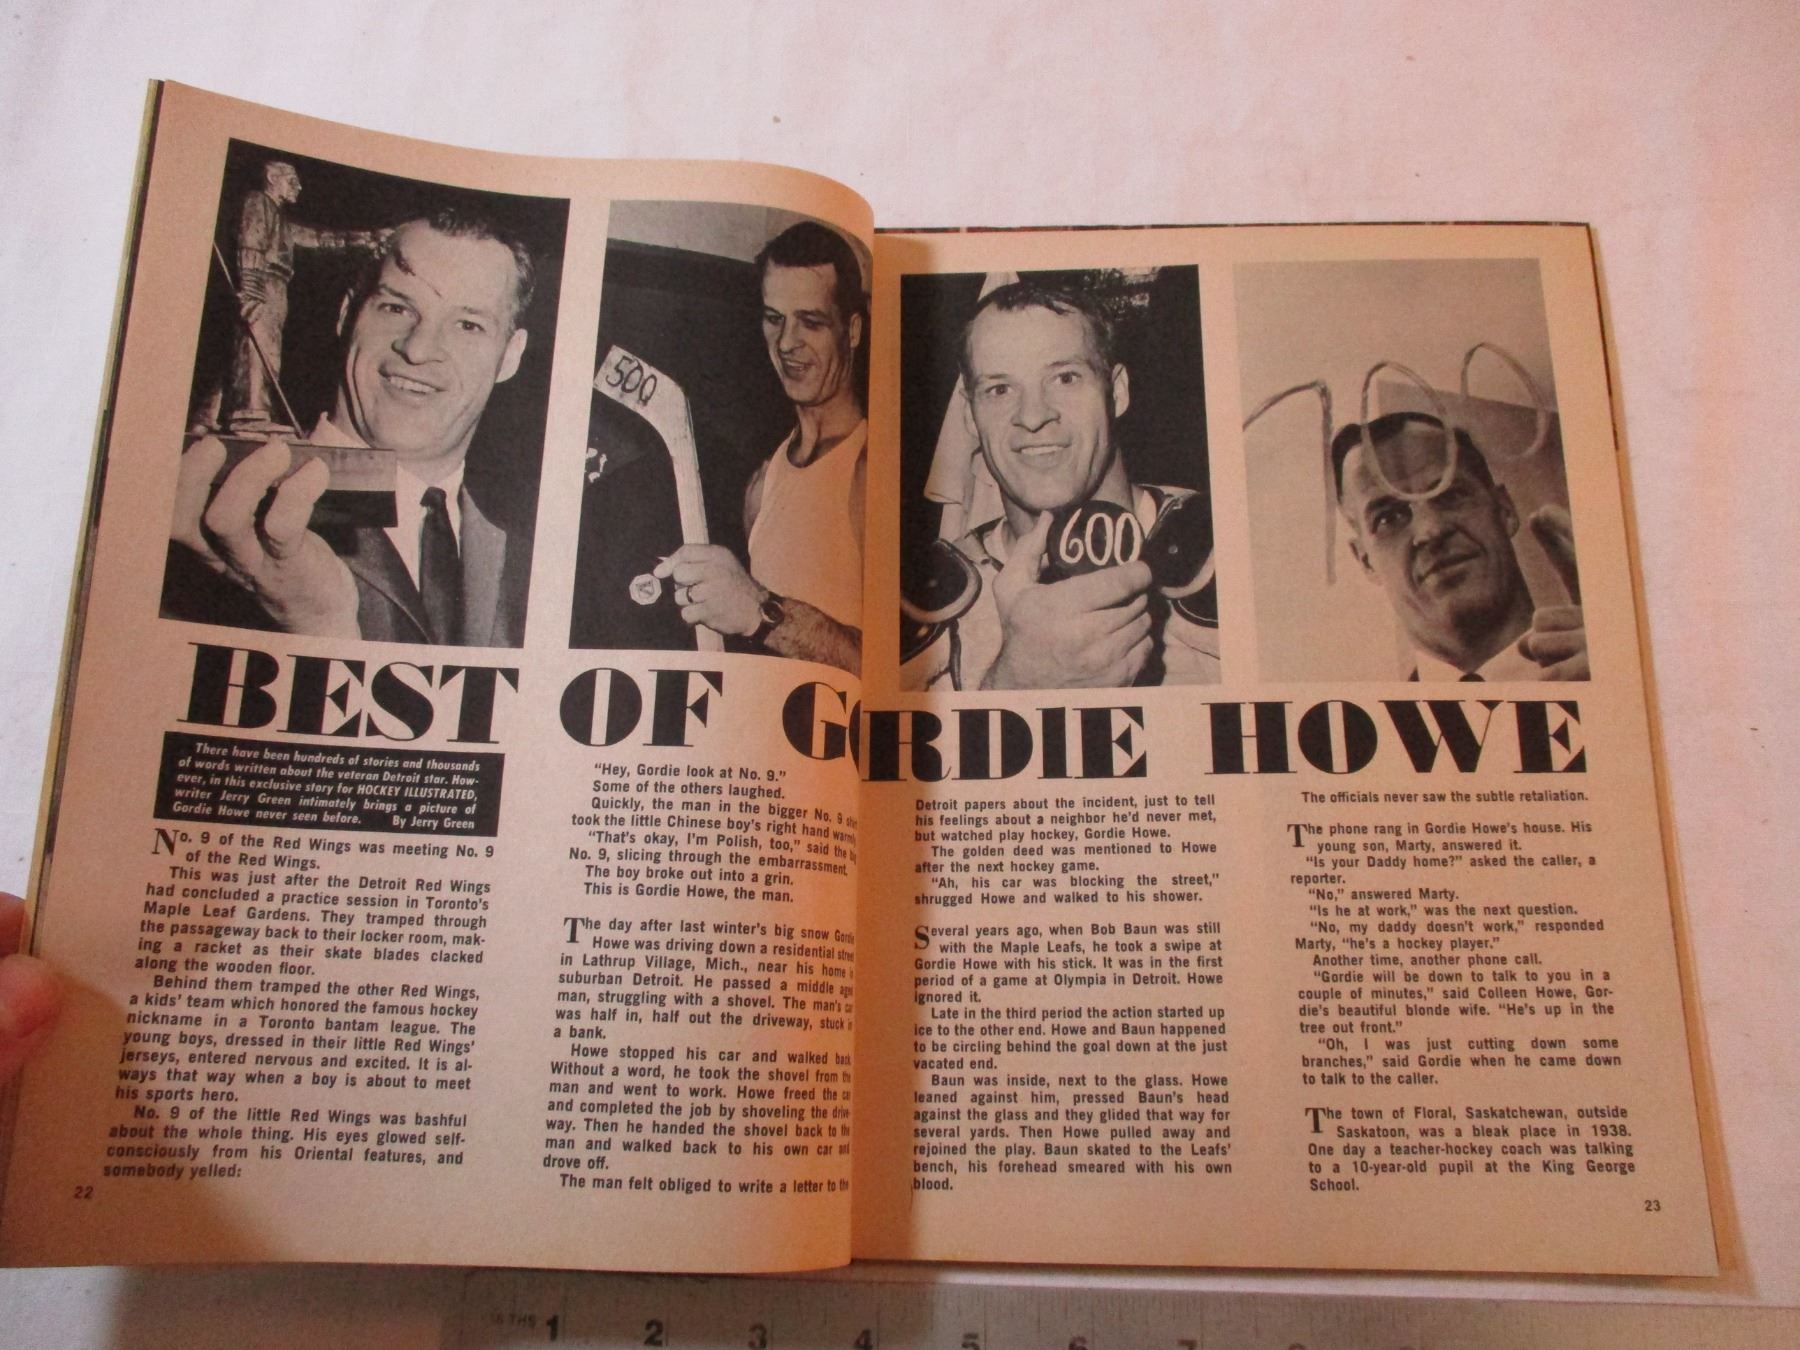 500
600
700
BEST OF GORDIE HOWE
There have been hundreds of stories and thousands
of words written about the veteran Detroit star. How-
ever, in this exclusive story for HOCKEY ILLUSTRATED,
writer Jerry Green intimately brings a picture of
Gordie Howe never seen before. By Jerry Green
No. 9 of the Red Wings was meeting No. 9
of the Red Wings.
This was just after the Detroit Red Wings
had concluded a practice session in Toronto's
Maple Leaf Gardens. They tramped through
the passageway back to their locker room, mak-
ing a racket as their skate blades clacked
along the wooden floor.
Behind them tramped the other Red Wings,
a kids' team which honored the famous hockey
nickname in a Toronto bantam league. The
young boys, dressed in their little Red Wings'
jerseys, entered nervous and excited. It is al-
ways that way when a boy is about to meet
his sports hero.
No. 9 of the little Red Wings was bashful
about the whole thing. His eyes glowed self-
consciously from his Oriental features, and
somebody yelled:
22
"Hey, Gordie look at No. 9."
Some of the others laughed.
Quickly, the man in the bigger No. 9
took the little Chinese boy's right hand warmly
"That's okay, I'm Polish, too," said the big
No. 9, slicing through the embarrassment.
The boy broke out into a grin.
This is Gordie Howe, the man.
The day after last winter's big snow Gordie
Howe was driving down a residential street
in Lathrup Village, Mich., near his home in
suburban Detroit. He passed a middle aged
man, struggling with a shovel. The man's car
was half in, half out the driveway, stuck in
a bank.
Howe stopped his car and walked back.
Without a word, he took the shovel from the
man and went to work. Howe freed the car
and completed the job by shoveling the drive-
way. Then he handed the shovel back to the
man and walked back to his own car and
drove off.
The man felt obliged to write a letter to the
Detroit papers about the incident, just to tell
his feelings about a neighbor he'd never met,
but watched play hockey, Gordie Howe.
The golden deed was mentioned to Howe
after the next hockey game.
"Ah, his car was blocking the street,"
shrugged Howe and walked to his shower.
Several years ago, when Bob Baun was still
with the Maple Leafs, he took a swipe at
Gordie Howe with his stick. It was in the first
period of a game at Olympia in Detroit. Howe
ignored it.
Late in the third period the action started up
ice to the other end. Howe and Baun happened
to be circling behind the goal down at the just
vacated end.
Baun was inside, next to the glass. Howe
leaned against him, pressed Baun's head
against the glass and they glided that way for
several yards. Then Howe pulled away and
rejoined the play. Baun skated to the Leafs'
bench, his forehead smeared with his own
blood.
The officials never saw the subtle retaliation.
The phone rang in Gordie Howe's house. His
young son, Marty, answered it.
"Is your Daddy home?" asked the caller, a
reporter.
"No," answered Marty.
"Is he at work," was the next question.
"No, my daddy doesn't work," responded
Marty, "he's a hockey player."
Another time, another phone call.
"Gordie will be down to talk to you in a
couple of minutes," said Colleen Howe, Gor-
die's beautiful blonde wife. "He's up in the
tree out front."
"Oh, I was just cutting down some
branches," said Gordie when he came down
to talk to the caller.
The town of Floral, Saskatchewan, outside
Saskatoon, was a bleak place in 1938.
One day a teacher-hockey coach was talking
to a 10-year-old pupil at the King George
School.
23
1 2 3 4 5 6 7